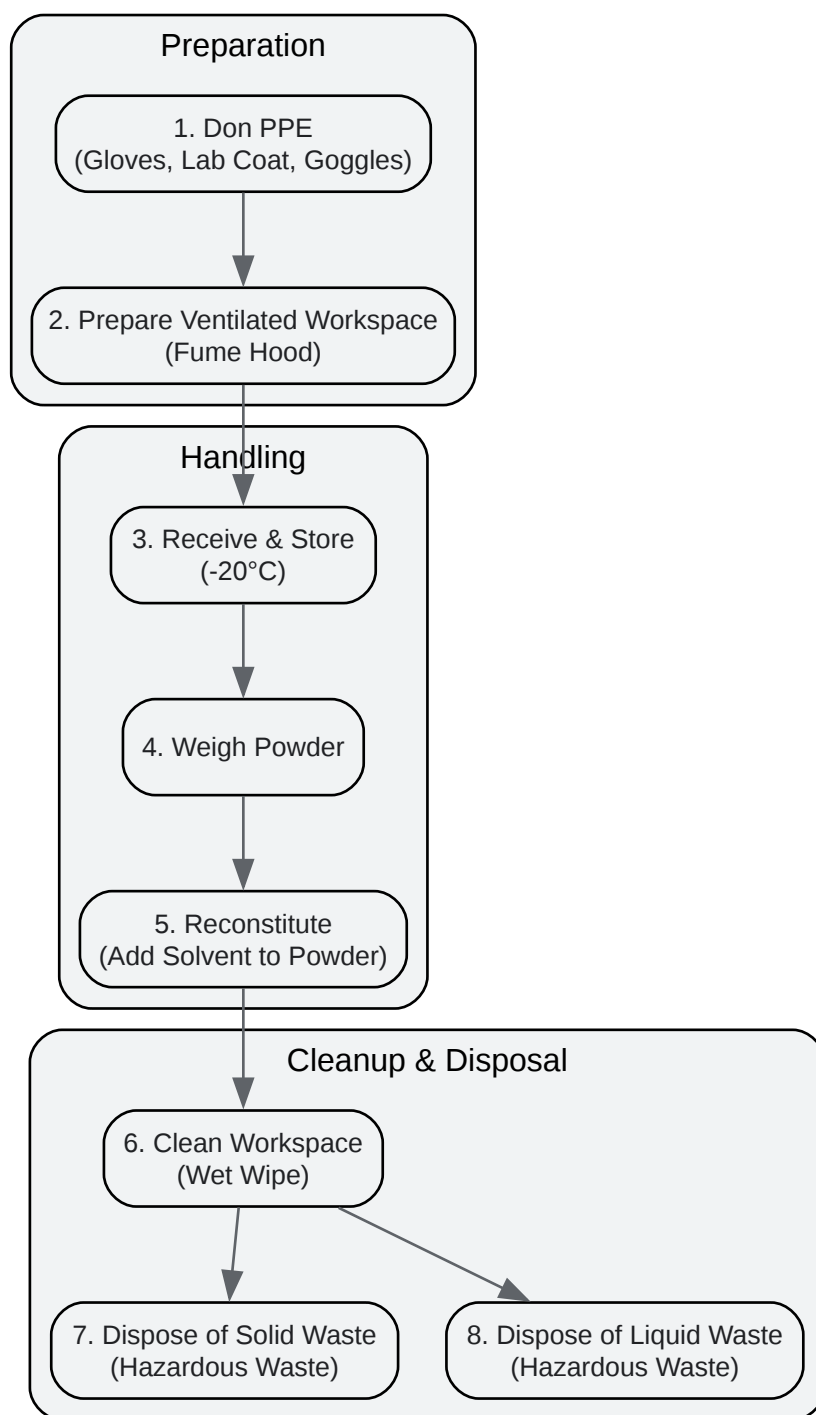 Preparation
1. Don PPE
(Gloves, Lab Coat, Goggles)
2. Prepare Ventilated Workspace
(Fume Hood)
Handling
3. Receive & Store
(-20°C)
4. Weigh Powder
5. Reconstitute
(Add Solvent to Powder)
Cleanup & Disposal
6. Clean Workspace
(Wet Wipe)
7. Dispose of Solid Waste
(Hazardous Waste)
8. Dispose of Liquid Waste
(Hazardous Waste)